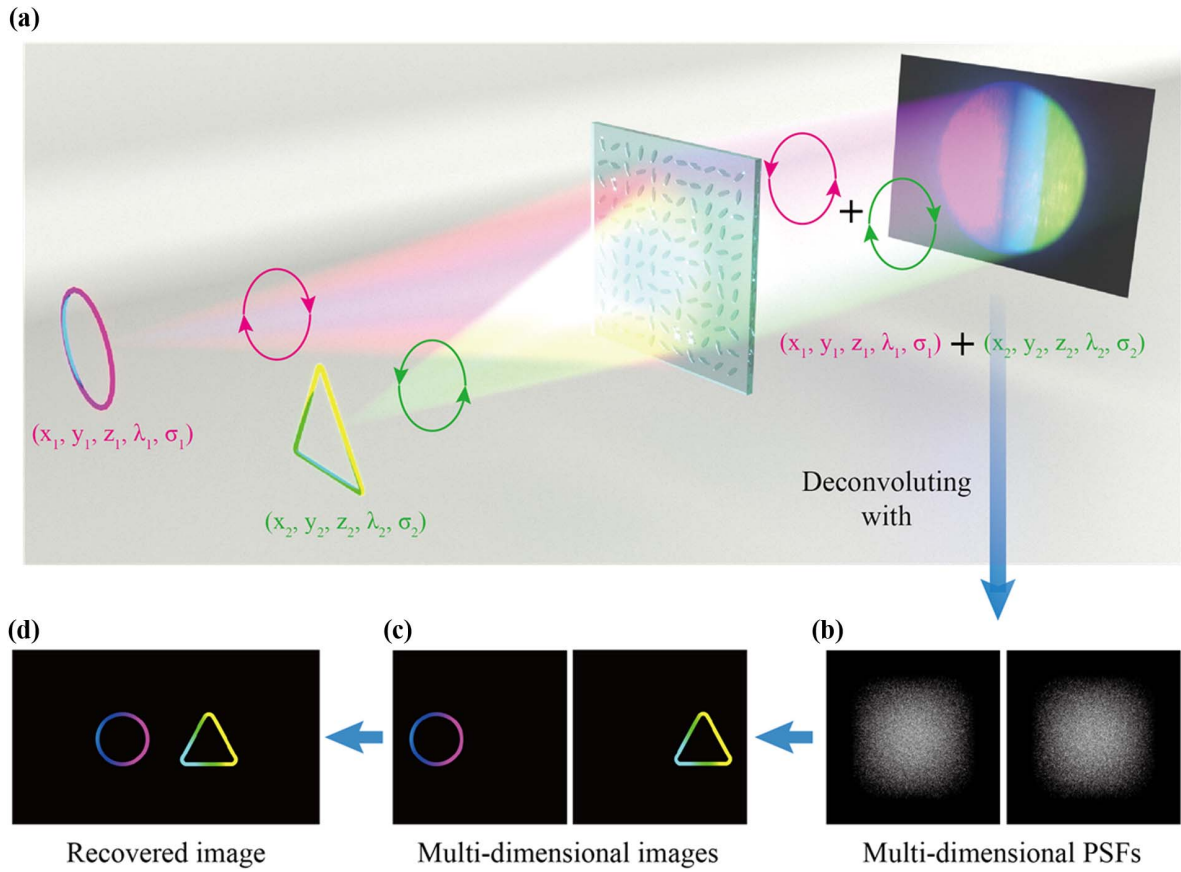 (a)
+
(x₁, y₁, z₁, λ₁, σ₁) + (x₂, y₂, z₂, λ₂, σ₂)
(x₁, y₁, z₁, λ₁, σ₁)
Deconvoluting
with
(x₂, y₂, z₂, λ₂, σ₂)
(d)
(c)
(b)
Recovered image
Multi-dimensional images
Multi-dimensional PSFs